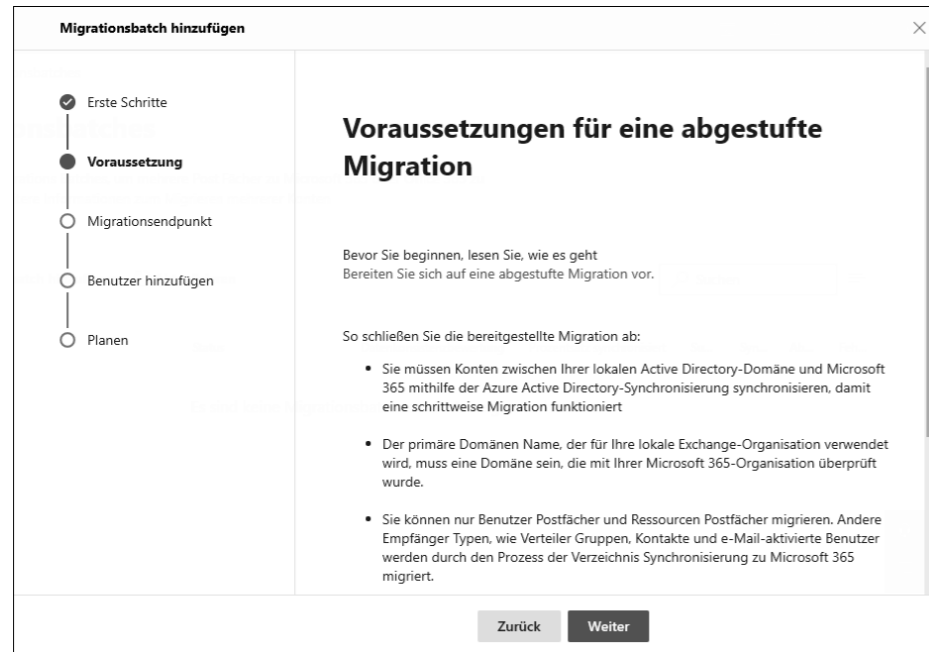 Migrationsbatch hinzufügen
Erste Schritte
Voraussetzung
Migrationsendpunkt
Benutzer hinzufügen
Planen
Voraussetzungen für eine abgestufte
Migration
Bevor Sie beginnen, lesen Sie, wie es geht
Bereiten Sie sich auf eine abgestufte Migration vor.
So schließen Sie die bereitgestellte Migration ab:
• Sie müssen Konten zwischen Ihrer lokalen Active Directory-Domäne und Microsoft
365 mithilfe der Azure Active Directory-Synchronisierung synchronisieren, damit
eine schrittweise Migration funktioniert
• Der primäre Domänen Name, der für Ihre lokale Exchange-Organisation verwendet
wird, muss eine Domäne sein, die mit Ihrer Microsoft 365-Organisation überprüft
wurde.
• Sie können nur Benutzer Postfächer und Ressourcen Postfächer migrieren. Andere
Empfänger Typen, wie Verteiler Gruppen, Kontakte und e-Mail-aktivierte Benutzer
werden durch den Prozess der Verzeichnis Synchronisierung zu Microsoft 365
migriert.
Zurück
Weiter